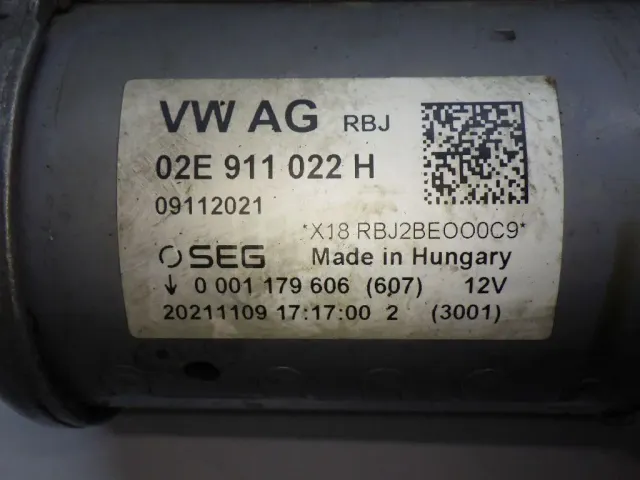 VW AG RBJ
02E 911 022 H
09112021
*X18 RBJ2BEOO0C9*
SEG Made in Hungary
↓ 0 001 179 606 (607) 12V
20211109 17:17:00 2 (3001)